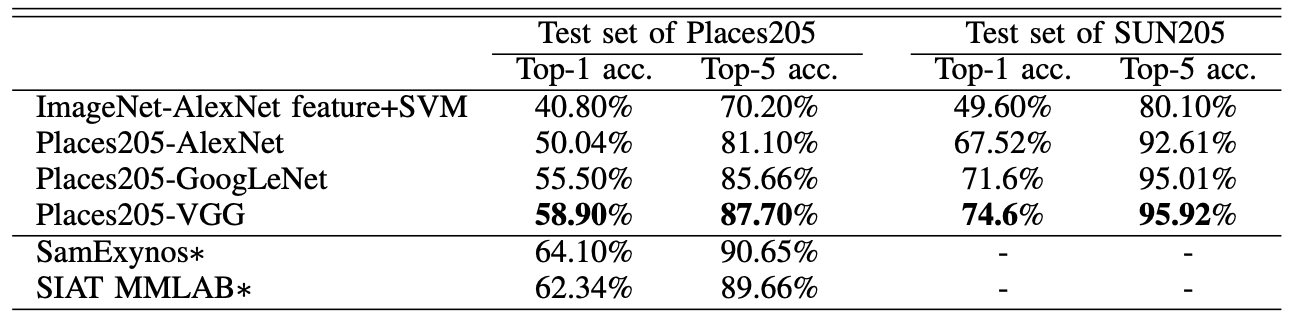 Test set of Places205 Test set of SUN205
Top-1 acc. Top-5 acc. Top-1 acc. Top-5 acc.
ImageNet-AlexNet feature+SVM 40.80% 70.20% 49.60% 80.10%
Places205-AlexNet 50.04% 81.10% 67.52% 92.61%
Places205-GoogLeNet 55.50% 85.66% 71.6% 95.01%
Places205-VGG 58.90% 87.70% 74.6% 95.92%
SamExynos∗ 64.10% 90.65% - -
SIAT MMLAB∗ 62.34% 89.66% - -